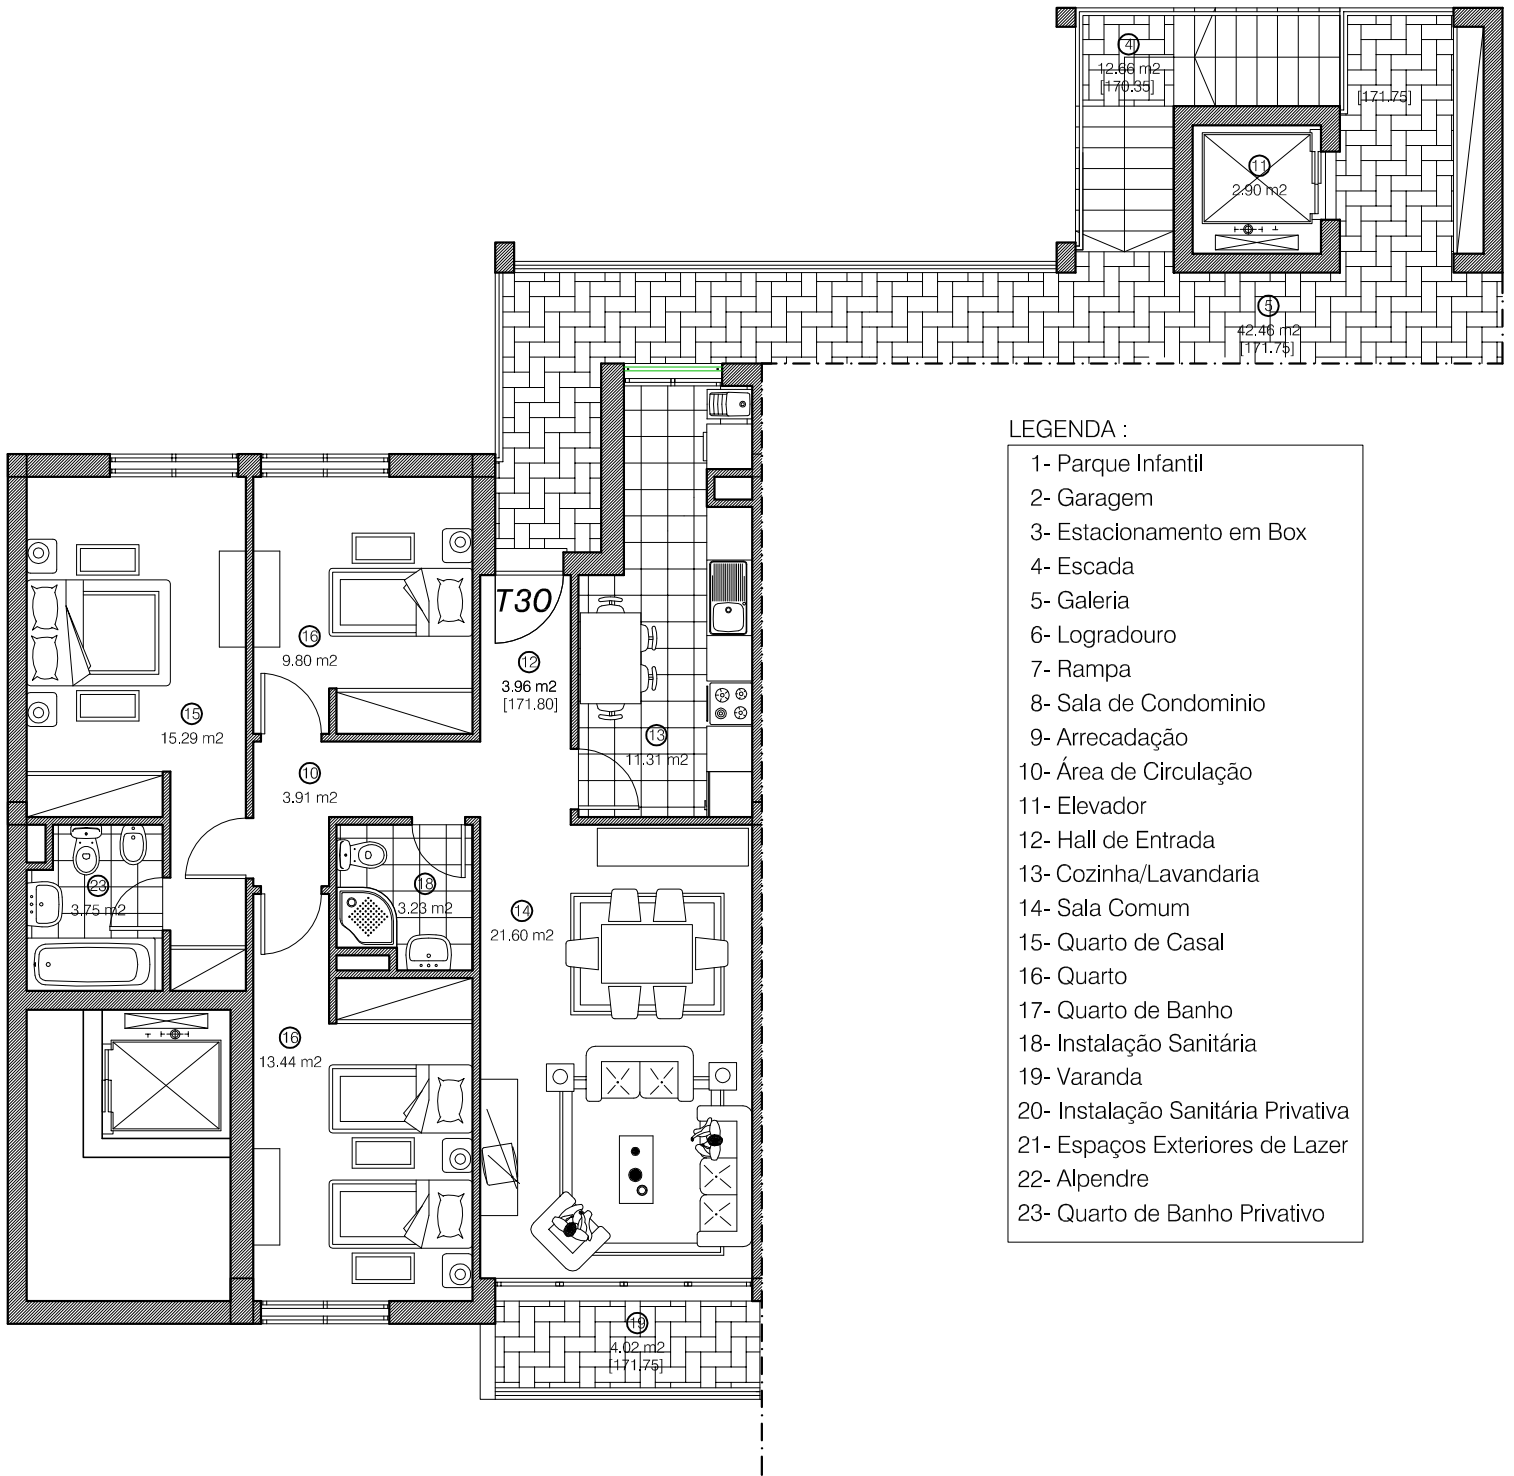 4
12.66 m2
[170.35]
[171.75]
11
2.90 m2
5
42.46 m2
[171.75]
T30
16
9.80 m2
12
3.96 m2
[171.80]
15
15.29 m2
13
11.31 m2
10
3.91 m2
23
3.75 m2
18
3.23 m2
14
21.60 m2
16
13.44 m2
19
4.02 m2
[171.75]
LEGENDA :
1- Parque Infantil
2- Garagem
3- Estacionamento em Box
4- Escada
5- Galeria
6- Logradouro
7- Rampa
8- Sala de Condominio
9- Arrecadação
10- Área de Circulação
11- Elevador
12- Hall de Entrada
13- Cozinha/Lavandaria
14- Sala Comum
15- Quarto de Casal
16- Quarto
17- Quarto de Banho
18- Instalação Sanitária
19- Varanda
20- Instalação Sanitária Privativa
21- Espaços Exteriores de Lazer
22- Alpendre
23- Quarto de Banho Privativo